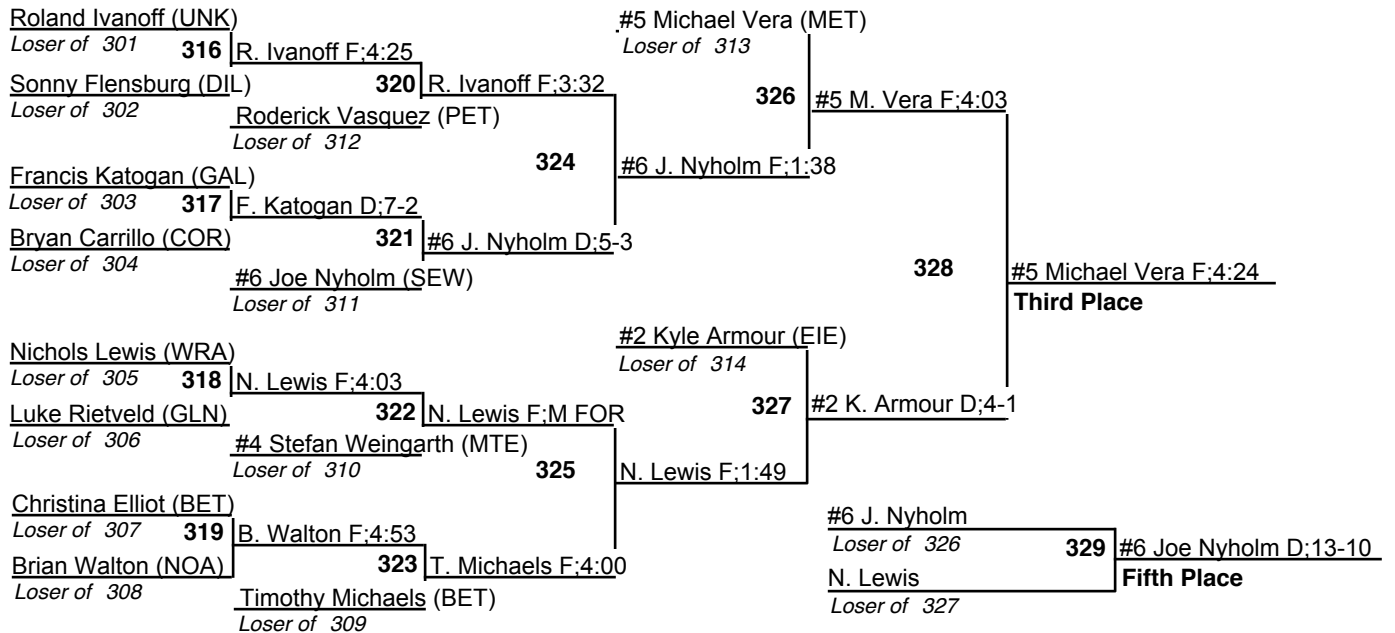 Roland Ivanoff (UNK)
Loser of 301
316
R. Ivanoff F;4:25
Sonny Flensburg (DIL)
Loser of 302
320
R. Ivanoff F;3:32
Roderick Vasquez (PET)
Loser of 312
324
Francis Katogan (GAL)
Loser of 303
317
F. Katogan D;7-2
Bryan Carrillo (COR)
Loser of 304
321
#6 J. Nyholm D;5-3
#6 Joe Nyholm (SEW)
Loser of 311
Nichols Lewis (WRA)
Loser of 305
318
N. Lewis F;4:03
Luke Rietveld (GLN)
Loser of 306
322
N. Lewis F;M FOR
#4 Stefan Weingarth (MTE)
Loser of 310
325
Christina Elliot (BET)
Loser of 307
319
B. Walton F;4:53
Brian Walton (NOA)
Loser of 308
323
T. Michaels F;4:00
Timothy Michaels (BET)
Loser of 309
#5 Michael Vera (MET)
Loser of 313
326
#5 M. Vera F;4:03
#6 J. Nyholm F;1:38
328
#5 Michael Vera F;4:24
Third Place
#2 Kyle Armour (EIE)
Loser of 314
327
#2 K. Armour D;4-1
N. Lewis F;1:49
#6 J. Nyholm
Loser of 326
329
#6 Joe Nyholm D;13-10
Fifth Place
N. Lewis
Loser of 327